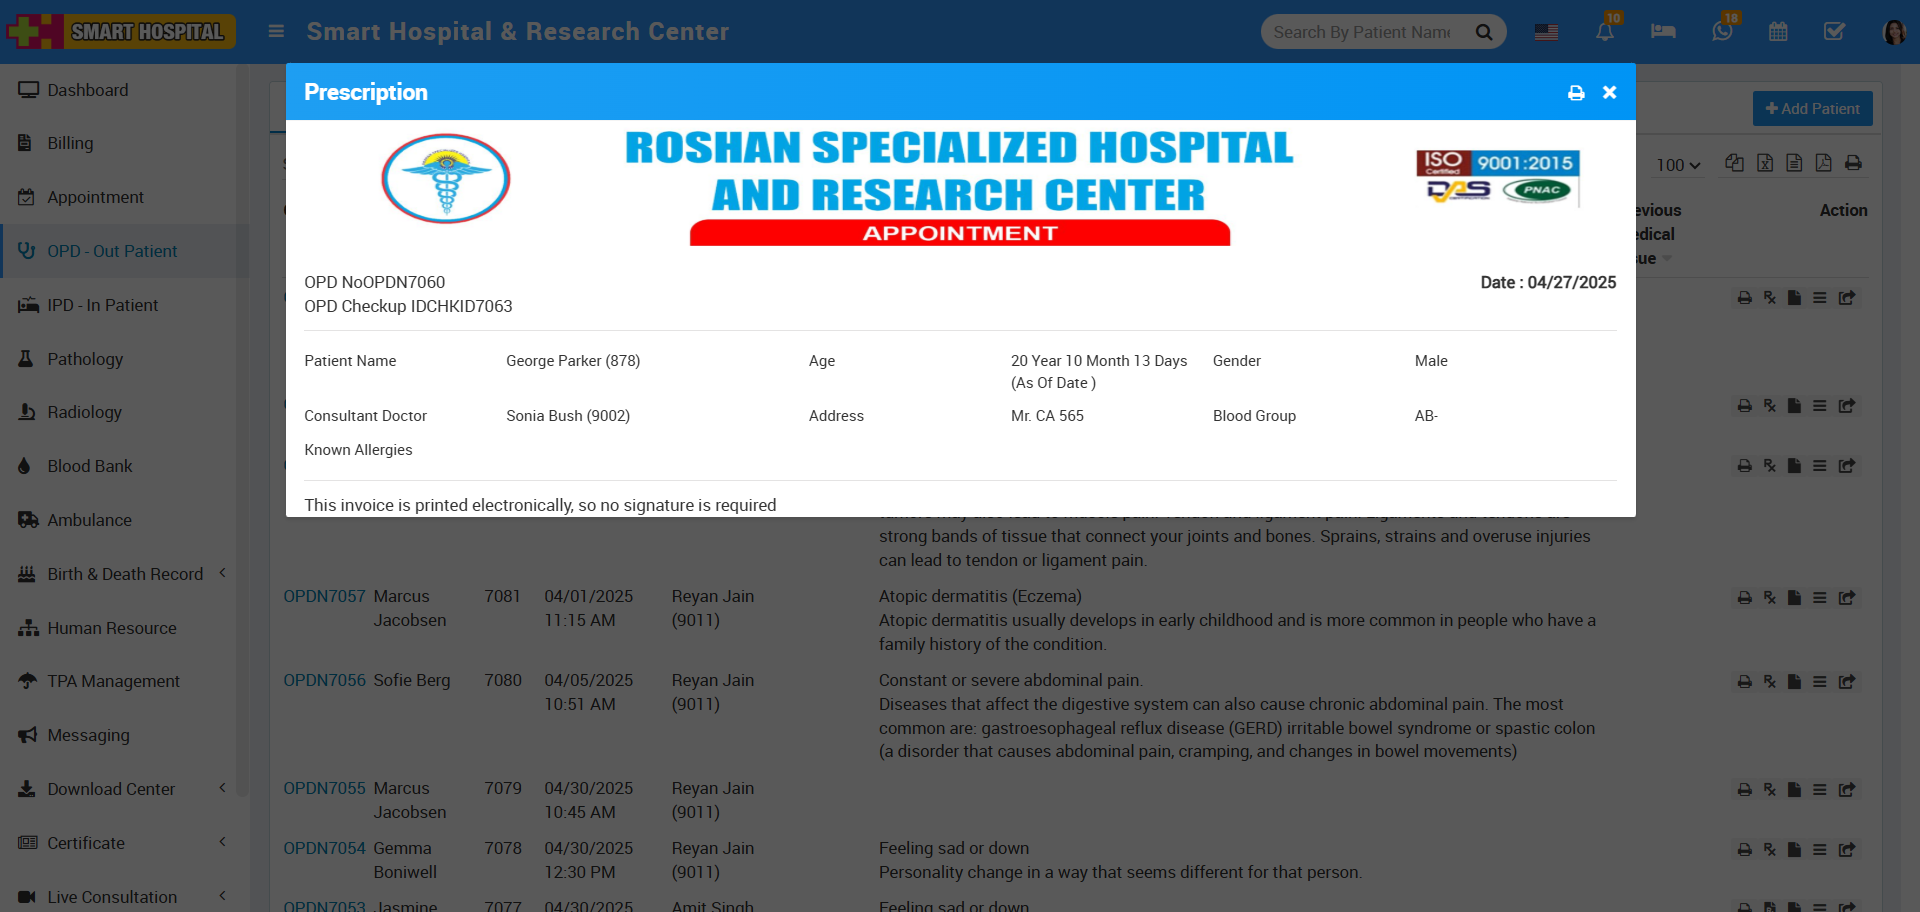 SMART HOSPITAL
Smart Hospital & Research Center
Search By Patient Name
10
18
Dashboard
Billing
Appointment
OPD - Out Patient
IPD - In Patient
Pathology
Radiology
Blood Bank
Ambulance
Birth & Death Record
Human Resource
TPA Management
Messaging
Download Center
Certificate
Live Consultation
Add Patient
100
evious
edical
sue
Action
Prescription
ROSHAN SPECIALIZED HOSPITAL
AND RESEARCH CENTER
APPOINTMENT
ISO 9001:2015
Certified
DAS
PNAC
OPD NoOPDN7060
Date : 04/27/2025
OPD Checkup IDCHKID7063
Patient Name George Parker (878) Age 20 Year 10 Month 13 Days Gender Male
(As Of Date )
Consultant Doctor Sonia Bush (9002) Address Mr. CA 565 Blood Group AB-
Known Allergies
This invoice is printed electronically, so no signature is required
strong bands of tissue that connect your joints and bones. Sprains, strains and overuse injuries
can lead to tendon or ligament pain.
OPDN7057 Marcus 7081 04/01/2025 Reyan Jain Atopic dermatitis (Eczema)
Jacobsen 11:15 AM (9011) Atopic dermatitis usually develops in early childhood and is more common in people who have a
family history of the condition.
OPDN7056 Sofie Berg 7080 04/05/2025 Reyan Jain Constant or severe abdominal pain.
10:51 AM (9011) Diseases that affect the digestive system can also cause chronic abdominal pain. The most
common are: gastroesophageal reflux disease (GERD) irritable bowel syndrome or spastic colon
(a disorder that causes abdominal pain, cramping, and changes in bowel movements)
OPDN7055 Marcus 7079 04/30/2025 Reyan Jain
Jacobsen 10:45 AM (9011)
OPDN7054 Gemma 7078 04/30/2025 Reyan Jain Feeling sad or down
Boniwell 12:30 PM (9011) Personality change in a way that seems different for that person.
OPDN7053 Jasmine 7077 04/30/2025 Amit Singh Feeling sad or down